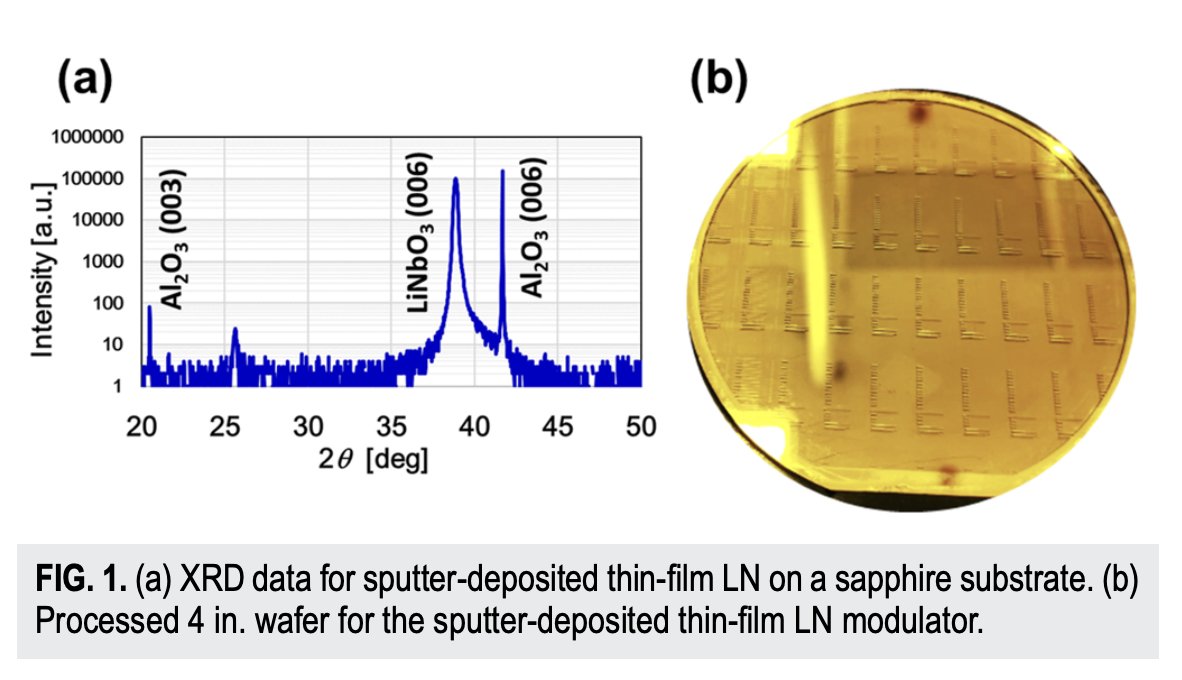 (a)
(b)
1000000
100000
10000
1000
100
10
1
Intensity [a.u.]
Al₂O₃ (003)
LiNbO₃ (006)
Al₂O₃ (006)
20 25 30 35 40 45 50
2θ [deg]
FIG. 1. (a) XRD data for sputter-deposited thin-film LN on a sapphire substrate. (b)
Processed 4 in. wafer for the sputter-deposited thin-film LN modulator.